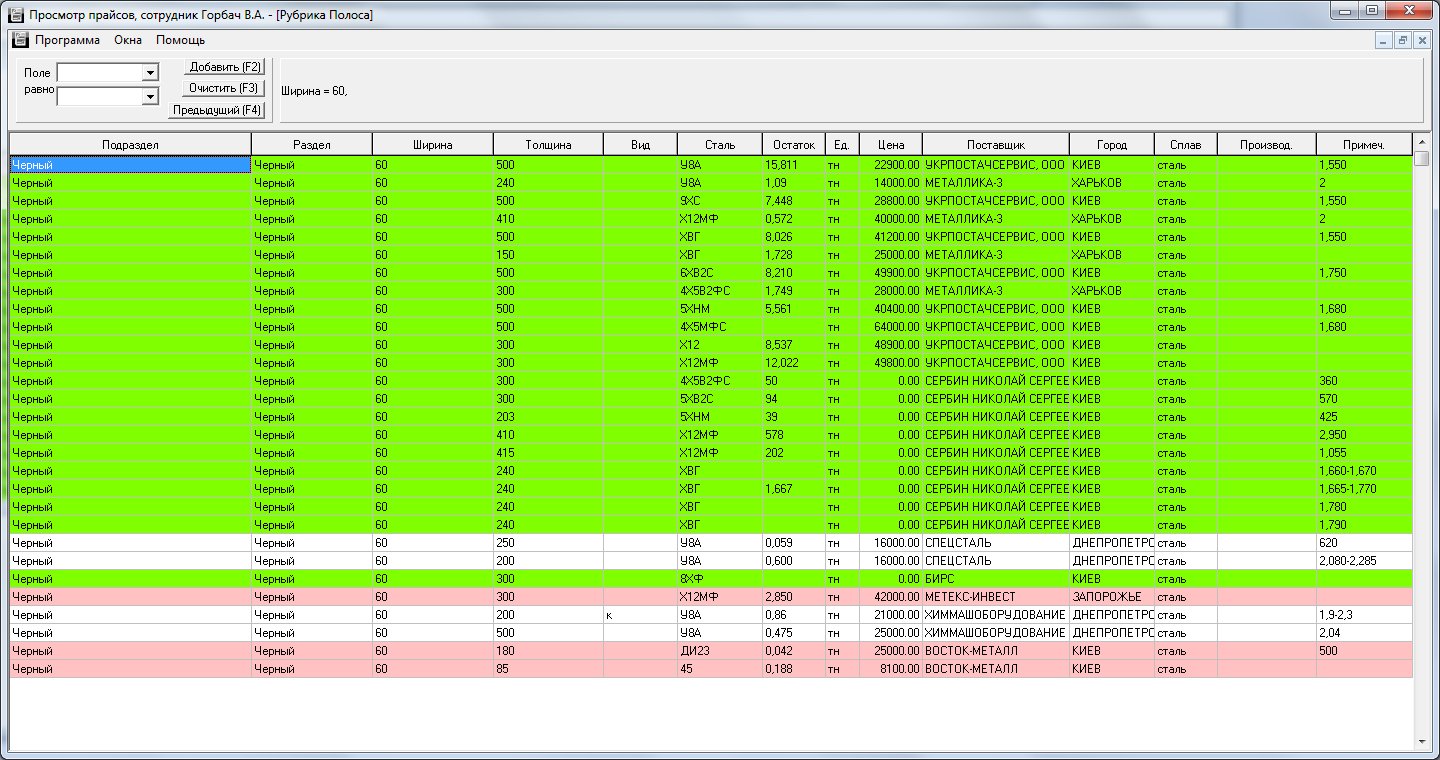 Просмотр прайсов, сотрудник Горбач В.А. - [Рубрика Полоса]
Программа Окна Помощь
Поле
равно
Добавить (F2)
Очистить (F3)
Предыдущий (F4)
Ширина = 60,
Подраздел Раздел Ширина Толщина Вид Сталь Остаток Ед. Цена Поставщик Город Сплав Производ. Примеч.
Черный Черный 60 500 У8А 15,811 тн 22900.00 УКРПОСТАЧСЕРВИС, ООО КИЕВ сталь 1,550
Черный Черный 60 240 У8А 1,09 тн 14000.00 МЕТАЛЛИКА-3 ХАРЬКОВ сталь 2
Черный Черный 60 500 9ХС 7,448 тн 28800.00 УКРПОСТАЧСЕРВИС, ООО КИЕВ сталь 1,550
Черный Черный 60 410 Х12МФ 0,572 тн 40000.00 МЕТАЛЛИКА-3 ХАРЬКОВ сталь 2
Черный Черный 60 500 ХВГ 8,026 тн 41200.00 УКРПОСТАЧСЕРВИС, ООО КИЕВ сталь 1,550
Черный Черный 60 150 ХВГ 1,728 тн 25000.00 МЕТАЛЛИКА-3 ХАРЬКОВ сталь
Черный Черный 60 500 6ХВ2С 8,210 тн 49900.00 УКРПОСТАЧСЕРВИС, ООО КИЕВ сталь 1,750
Черный Черный 60 300 4Х5В2ФС 1,749 тн 28000.00 МЕТАЛЛИКА-3 ХАРЬКОВ сталь
Черный Черный 60 500 5ХНМ 5,561 тн 40400.00 УКРПОСТАЧСЕРВИС, ООО КИЕВ сталь 1,680
Черный Черный 60 500 4Х5МФС тн 64000.00 УКРПОСТАЧСЕРВИС, ООО КИЕВ сталь 1,680
Черный Черный 60 300 Х12 8,537 тн 48900.00 УКРПОСТАЧСЕРВИС, ООО КИЕВ сталь
Черный Черный 60 300 Х12МФ 12,022 тн 49800.00 УКРПОСТАЧСЕРВИС, ООО КИЕВ сталь
Черный Черный 60 300 4Х5В2ФС 50 тн 0.00 СЕРБИН НИКОЛАЙ СЕРГЕЕ КИЕВ сталь 360
Черный Черный 60 300 5ХВ2С 94 тн 0.00 СЕРБИН НИКОЛАЙ СЕРГЕЕ КИЕВ сталь 570
Черный Черный 60 203 5ХНМ 39 тн 0.00 СЕРБИН НИКОЛАЙ СЕРГЕЕ КИЕВ сталь 425
Черный Черный 60 410 Х12МФ 578 тн 0.00 СЕРБИН НИКОЛАЙ СЕРГЕЕ КИЕВ сталь 2,950
Черный Черный 60 415 Х12МФ 202 тн 0.00 СЕРБИН НИКОЛАЙ СЕРГЕЕ КИЕВ сталь 1,055
Черный Черный 60 240 ХВГ тн 0.00 СЕРБИН НИКОЛАЙ СЕРГЕЕ КИЕВ сталь 1,660-1,670
Черный Черный 60 240 ХВГ 1,667 тн 0.00 СЕРБИН НИКОЛАЙ СЕРГЕЕ КИЕВ сталь 1,665-1,770
Черный Черный 60 240 ХВГ тн 0.00 СЕРБИН НИКОЛАЙ СЕРГЕЕ КИЕВ сталь 1,780
Черный Черный 60 240 ХВГ тн 0.00 СЕРБИН НИКОЛАЙ СЕРГЕЕ КИЕВ сталь 1,790
Черный Черный 60 250 У8А 0,059 тн 16000.00 СПЕЦСТАЛЬ ДНЕПРОПЕТРО сталь 620
Черный Черный 60 200 У8А 0,600 тн 16000.00 СПЕЦСТАЛЬ ДНЕПРОПЕТРО сталь 2,080-2,285
Черный Черный 60 300 8ХФ тн 0.00 БИРС КИЕВ сталь
Черный Черный 60 300 Х12МФ 2,850 тн 42000.00 МЕТЕКС-ИНВЕСТ ЗАПОРОЖЬЕ сталь
Черный Черный 60 200 к У8А 0,86 тн 21000.00 ХИММАШОБОРУДОВАНИЕ ДНЕПРОПЕТРО сталь 1,9-2,3
Черный Черный 60 500 У8А 0,475 тн 25000.00 ХИММАШОБОРУДОВАНИЕ ДНЕПРОПЕТРО сталь 2,04
Черный Черный 60 180 ДИ23 0,042 тн 25000.00 ВОСТОК-МЕТАЛЛ КИЕВ сталь 500
Черный Черный 60 85 45 0,188 тн 8100.00 ВОСТОК-МЕТАЛЛ КИЕВ сталь